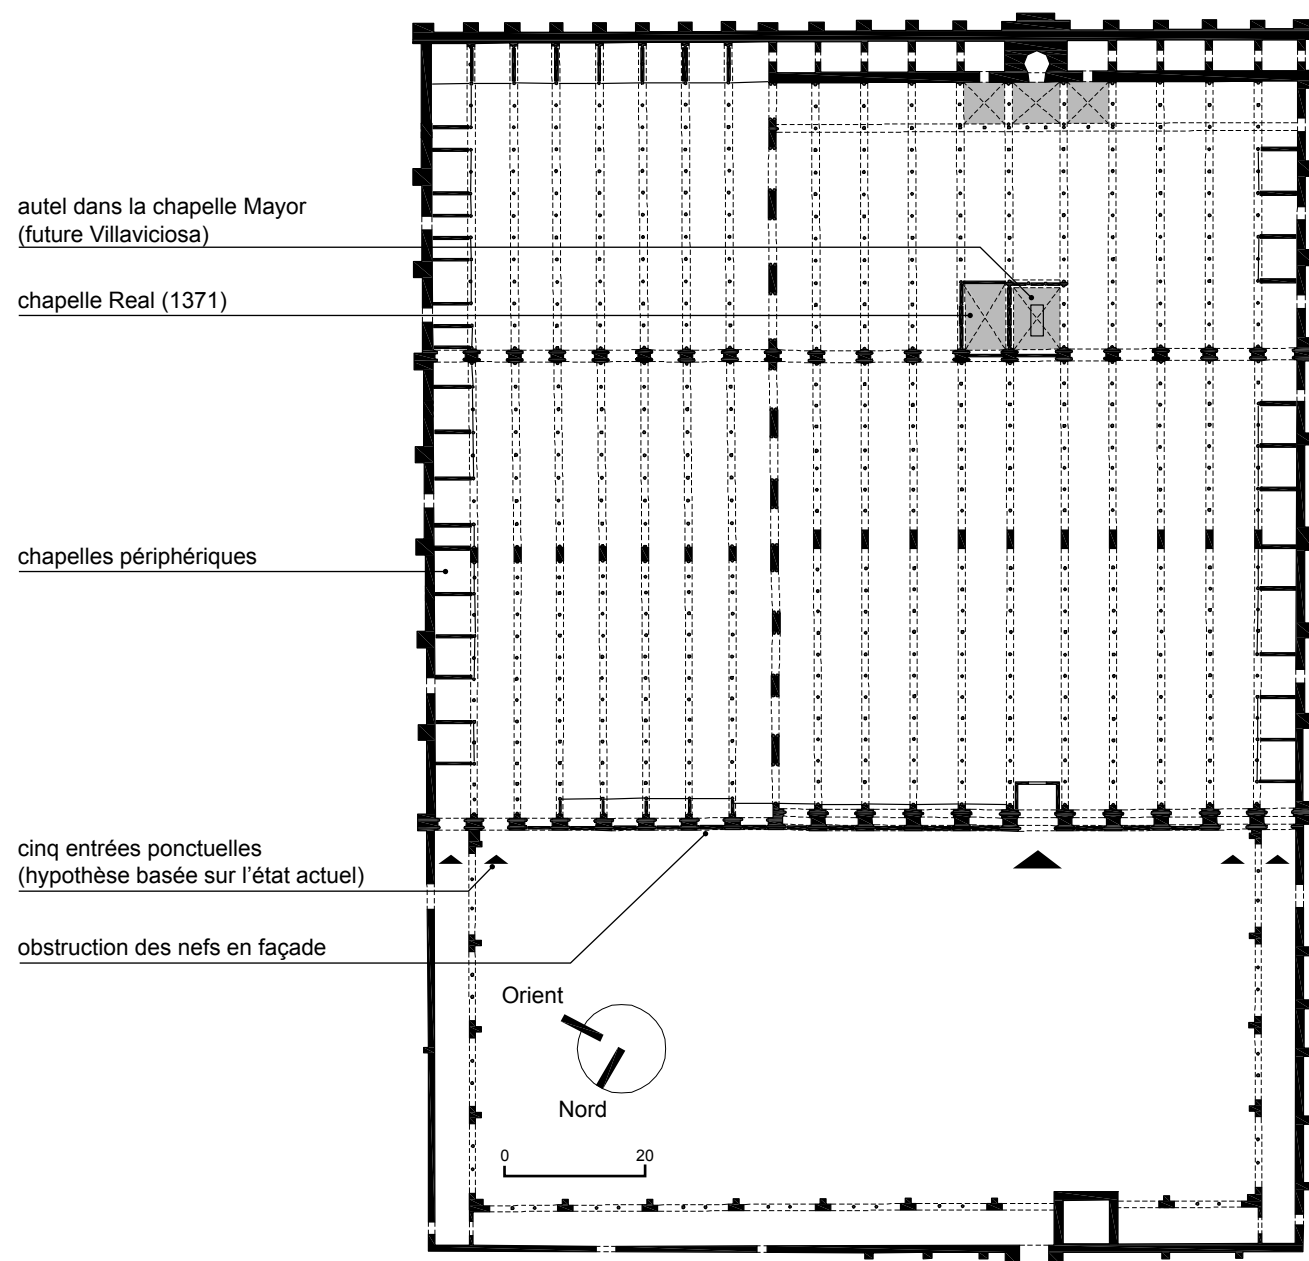 autel dans la chapelle Mayor
(future Villaviciosa)
chapelle Real (1371)
chapelles périphériques
cinq entrées ponctuelles
(hypothèse basée sur l’état actuel)
obstruction des nefs en façade
Orient
Nord
0 20